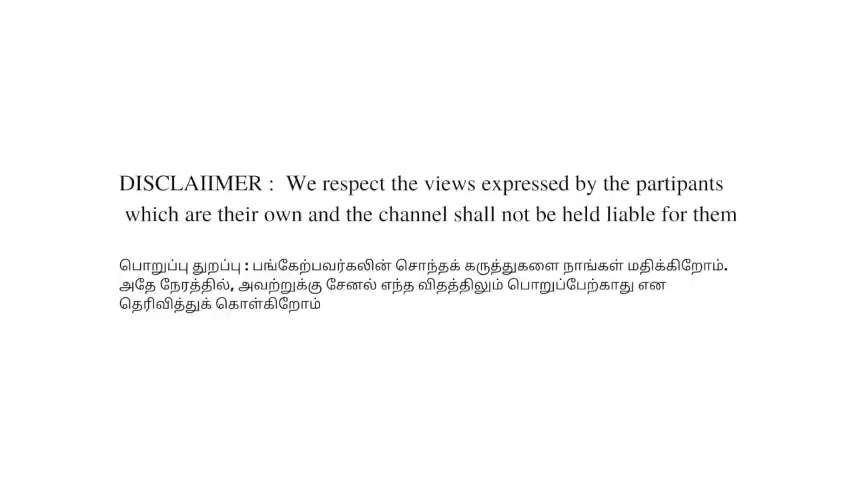 DISCLAIIMER :  We respect the views expressed by the partipants
which are their own and the channel shall not be held liable for them
பொறுப்பு துறப்பு : பங்கேற்பவர்கலின் சொந்தக் கருத்துகளை நாங்கள் மதிக்கிறோம்.
அதே நேரத்தில், அவற்றுக்கு சேனல் எந்த விதத்திலும் பொறுப்பேற்காது என
தெரிவித்துக் கொள்கிறோம்